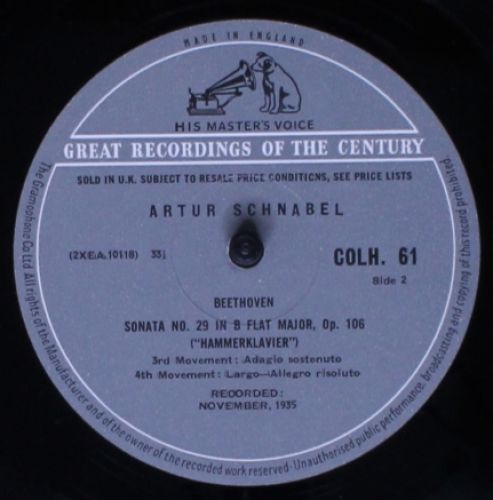 MADE IN ENGLAND
HIS MASTER'S VOICE
GREAT RECORDINGS OF THE CENTURY
SOLD IN U.K. SUBJECT TO RESALE PRICE CONDITIONS, SEE PRICE LISTS
ARTUR SCHNABEL
(2XEA.10118) 33⅓ COLH. 61
Side 2
BEETHOVEN
SONATA NO. 29 IN B FLAT MAJOR, Op. 106
("HAMMERKLAVIER")
3rd Movement: Adagio sostenuto
4th Movement: Largo—Allegro risoluto
RECORDED:
NOVEMBER, 1935
The Gramophone Co Ltd All rights of the Manufacturer and of the owner of the recorded work reserved·Unauthorised public performance, broadcasting and copying of this record prohibited.